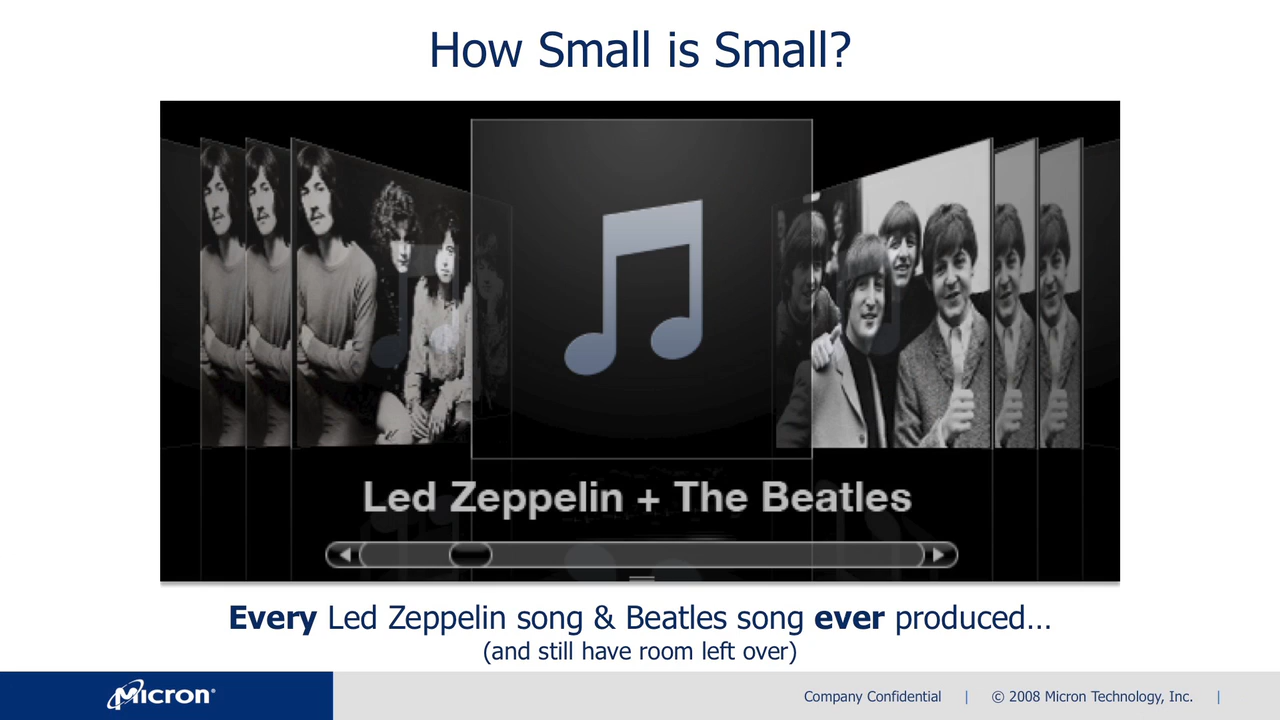 How Small is Small?
Led Zeppelin + The Beatles
Every Led Zeppelin song & Beatles song ever produced…
(and still have room left over)
Micron®
Company Confidential | © 2008 Micron Technology, Inc. |